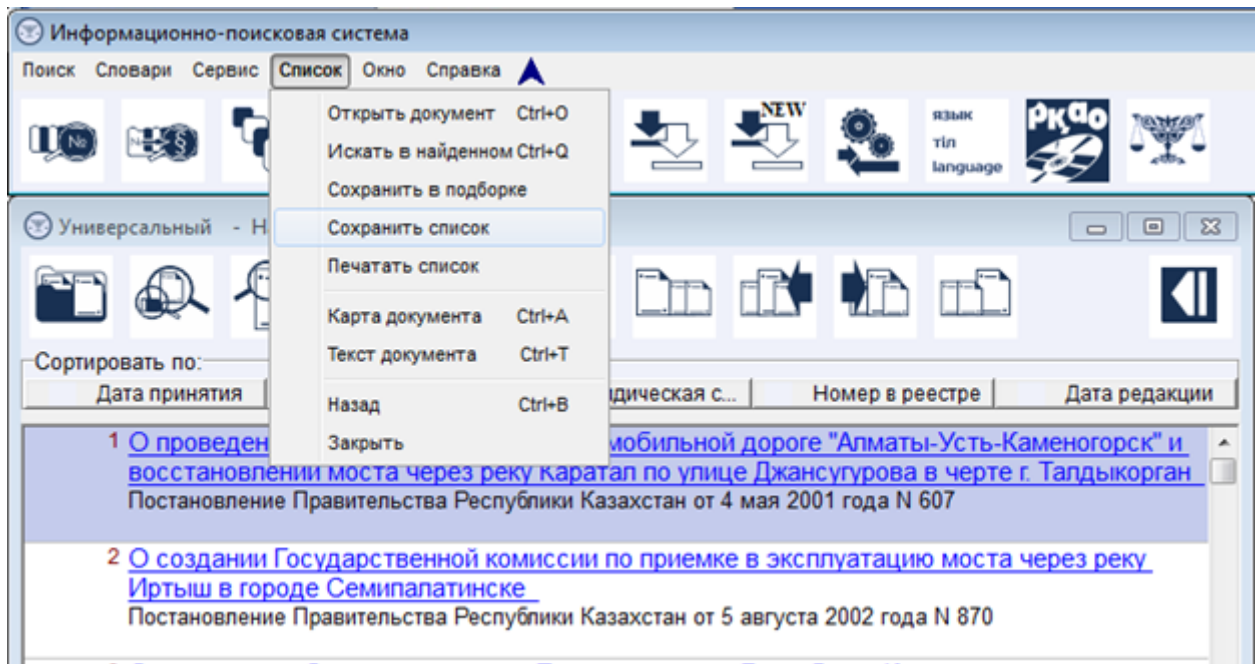 Информационно-поисковая система
Поиск Словари Сервис Список Окно Справка
№
§
NEW
язык
тіл
language
РҚАО
Открыть документ Ctrl+O
Искать в найденном Ctrl+Q
Сохранить в подборке
Сохранить список
Печатать список
Карта документа Ctrl+A
Текст документа Ctrl+T
Назад Ctrl+B
Закрыть
Универсальный - Н
Сортировать по:
Дата принятия идическая с... Номер в реестре Дата редакции
1 О проведен мобильной дороге "Алматы-Усть-Каменогорск" и
восстановлении моста через реку Каратал по улице Джансугурова в черте г. Талдыкорган
Постановление Правительства Республики Казахстан от 4 мая 2001 года N 607
2 О создании Государственной комиссии по приемке в эксплуатацию моста через реку
Иртыш в городе Семипалатинске
Постановление Правительства Республики Казахстан от 5 августа 2002 года N 870